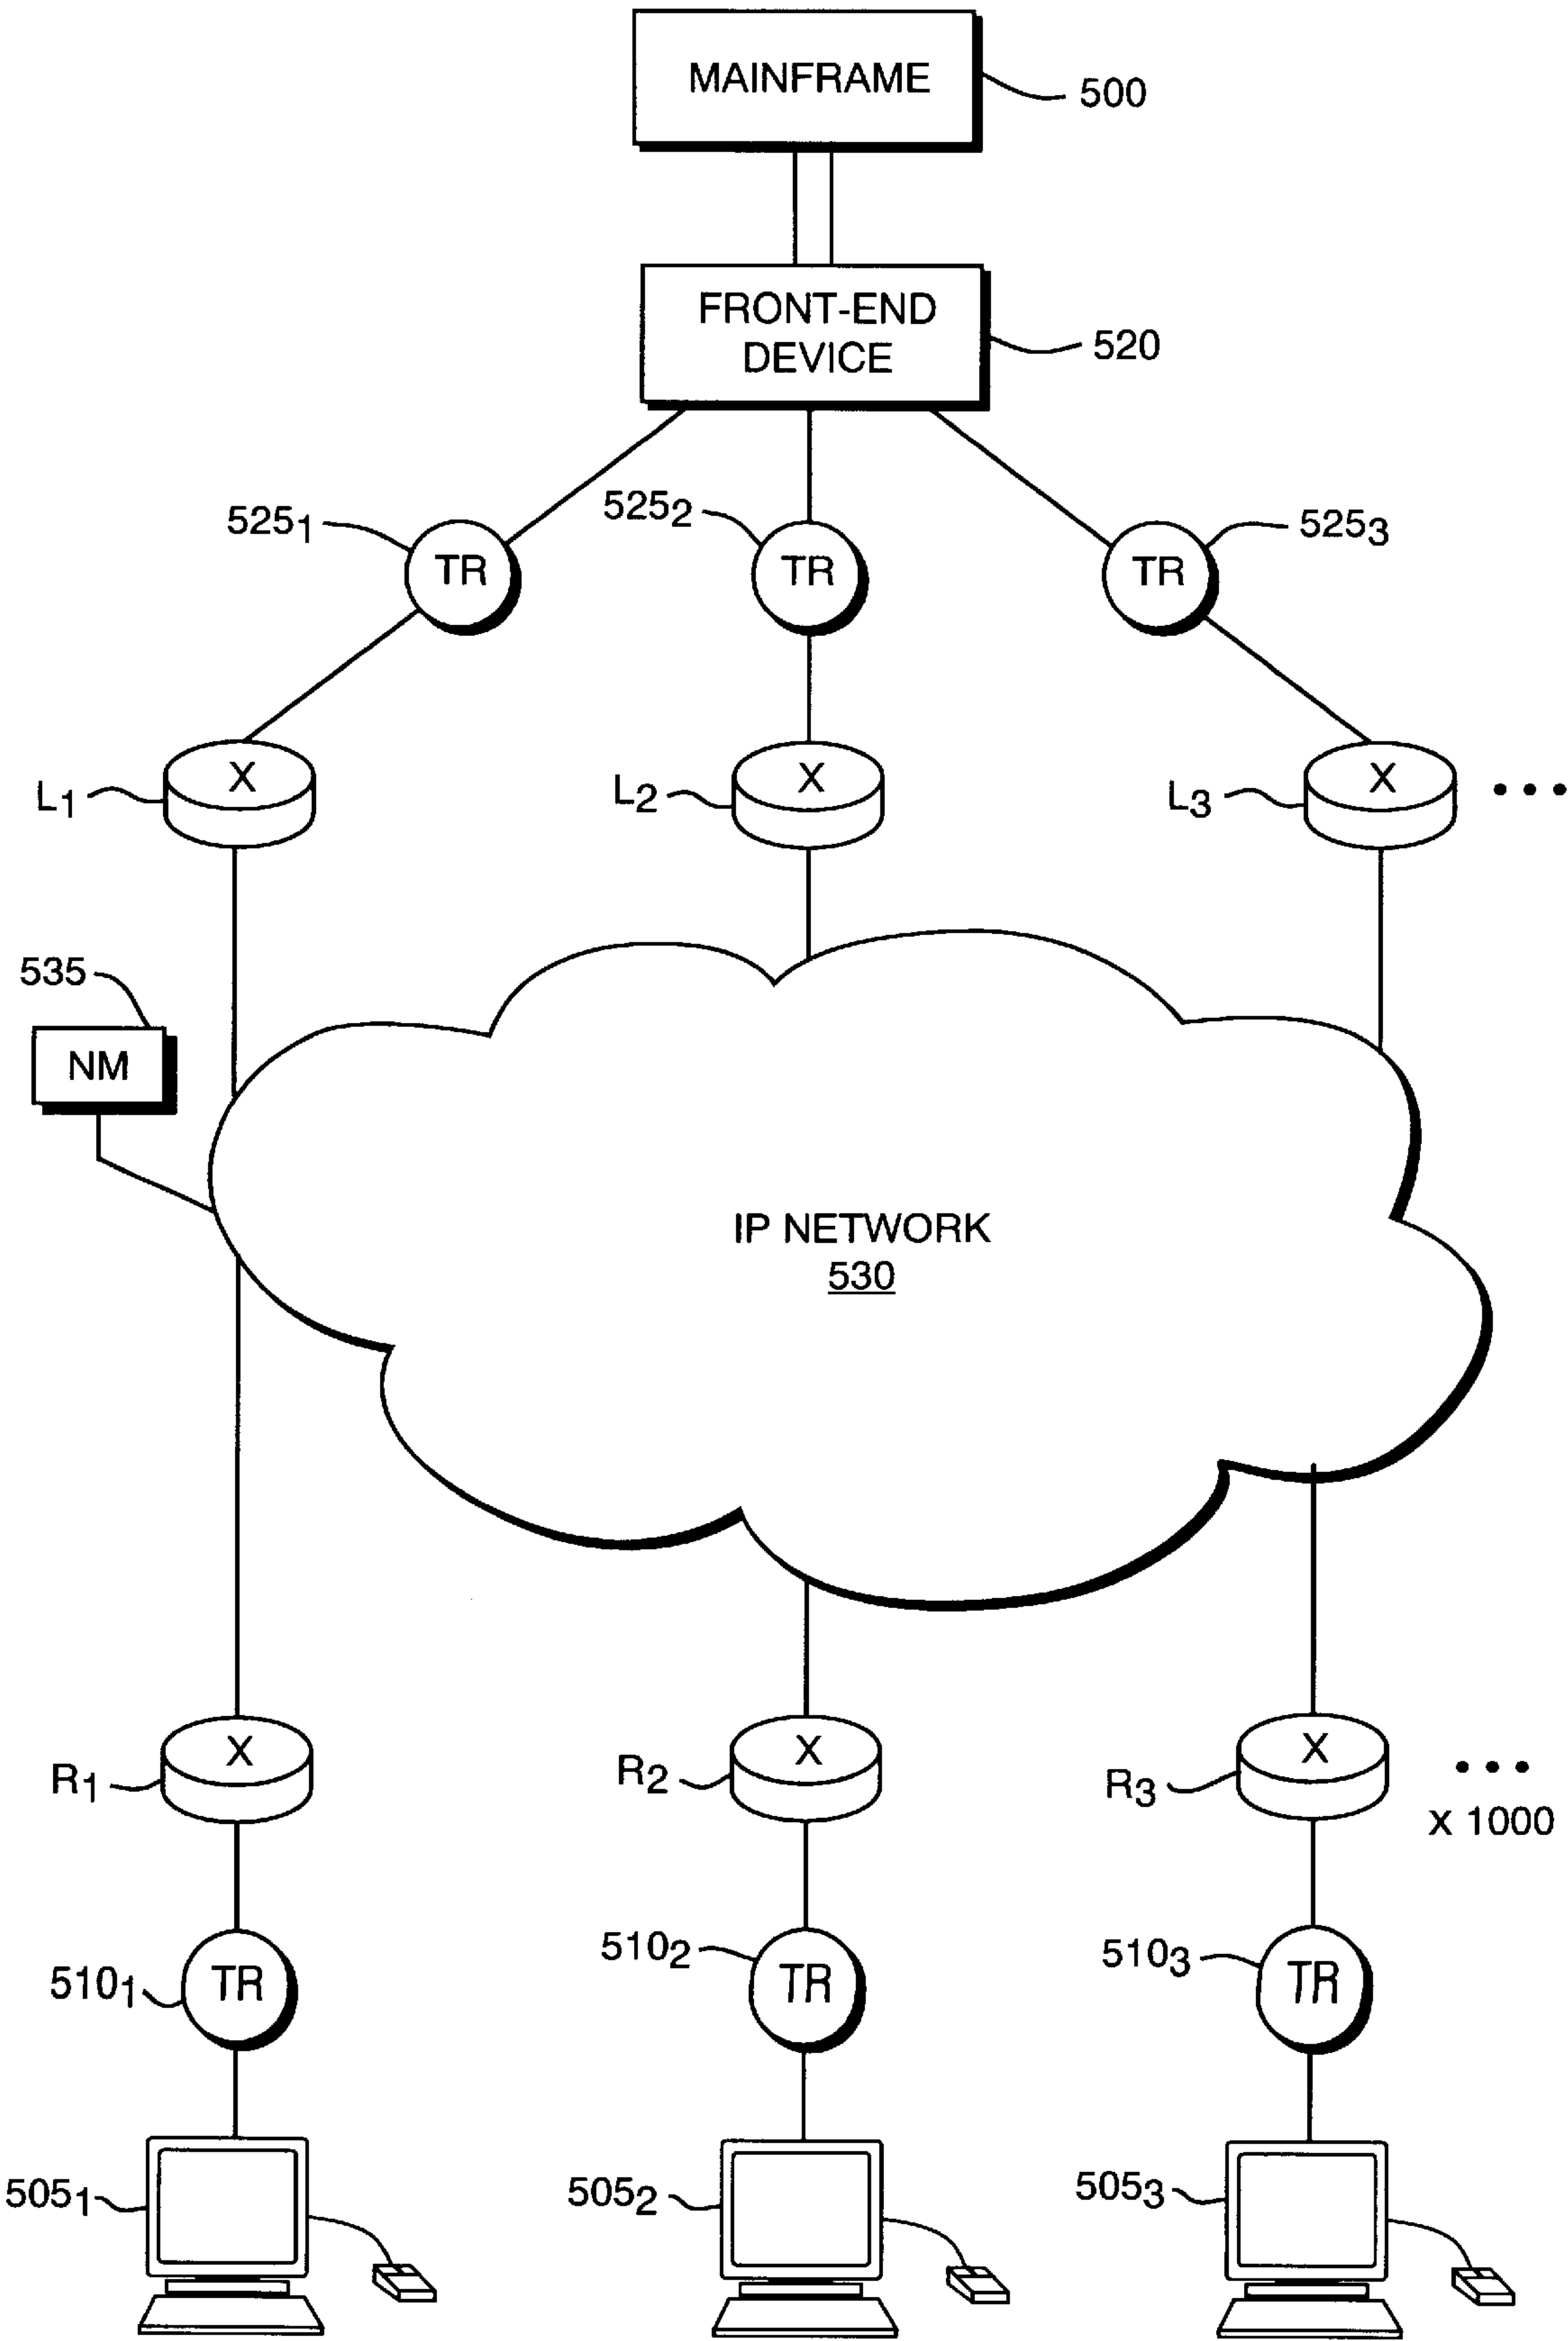 MAINFRAME
500
FRONT-END
DEVICE
520
525₁
TR
525₂
TR
525₃
TR
L₁
X
L₂
X
L₃
X
• • •
535
NM
IP NETWORK
530
R₁
X
R₂
X
R₃
X
• • •
x 1000
510₁
TR
510₂
TR
510₃
TR
505₁
505₂
505₃